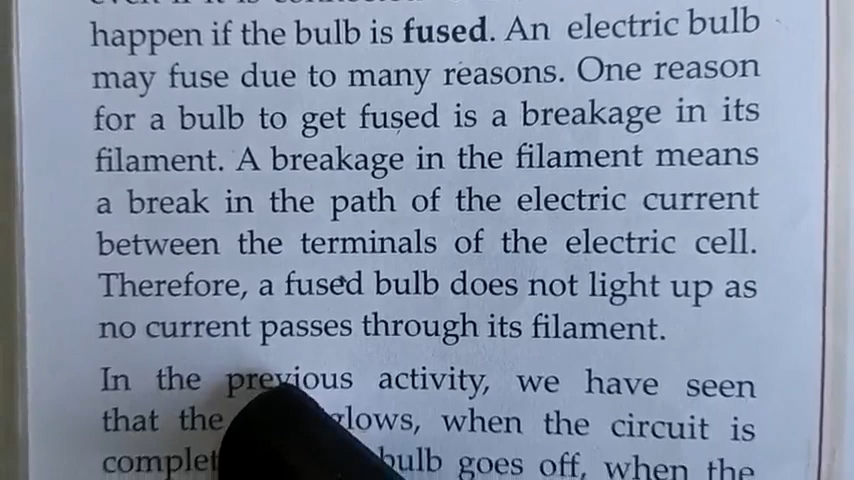 happen if the bulb is fused. An electric bulb
may fuse due to many reasons. One reason
for a bulb to get fused is a breakage in its
filament. A breakage in the filament means
a break in the path of the electric current
between the terminals of the electric cell.
Therefore, a fused bulb does not light up as
no current passes through its filament.
In the previous activity, we have seen
that the glows, when the circuit is
bulb goes off, when the